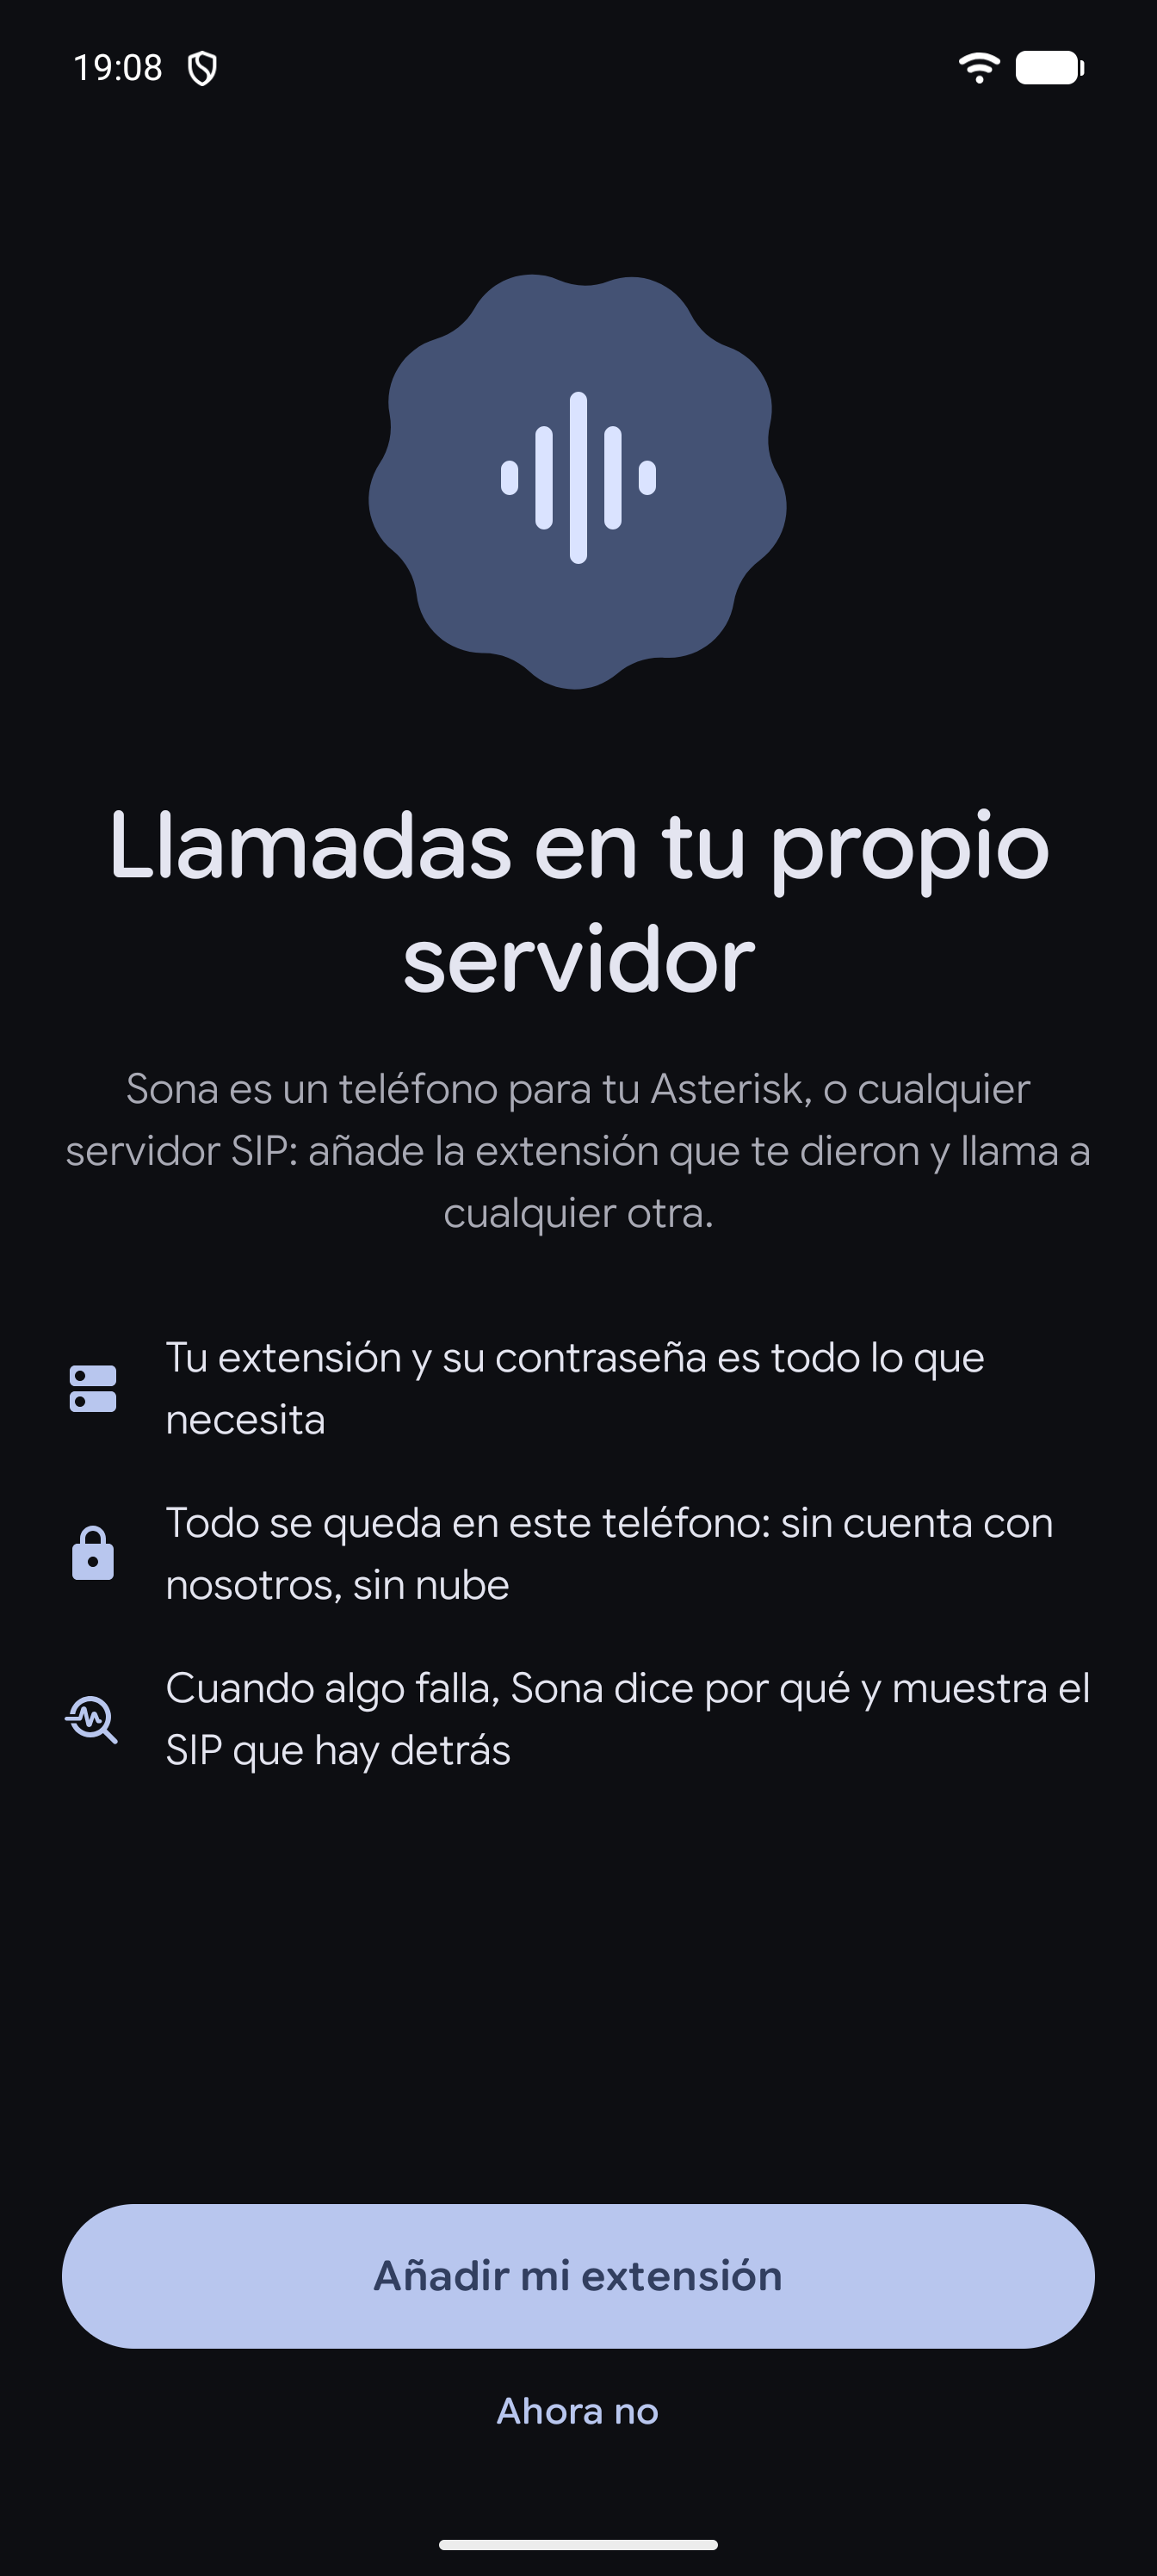 19:08
Llamadas en tu propio
servidor
Sona es un teléfono para tu Asterisk, o cualquier
servidor SIP: añade la extensión que te dieron y llama a
cualquier otra.
Tu extensión y su contraseña es todo lo que
necesita
Todo se queda en este teléfono: sin cuenta con
nosotros, sin nube
Cuando algo falla, Sona dice por qué y muestra el
SIP que hay detrás
Añadir mi extensión
Ahora no